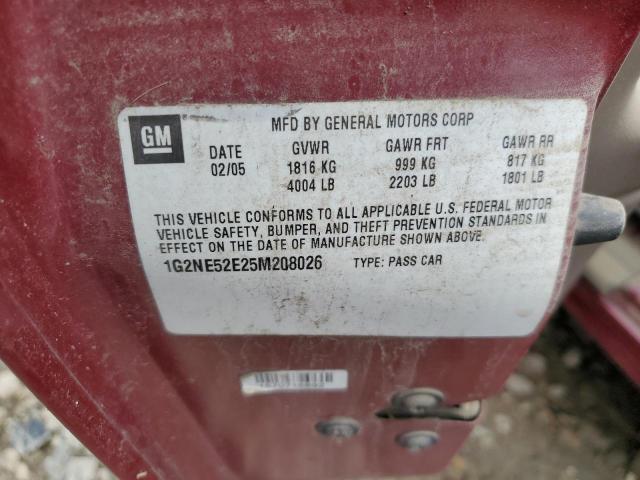 GM
MFD BY GENERAL MOTORS CORP
DATE GVWR GAWR FRT GAWR RR
02/05 1816 KG 999 KG 817 KG
4004 LB 2203 LB 1801 LB
THIS VEHICLE CONFORMS TO ALL APPLICABLE U.S. FEDERAL MOTOR
VEHICLE SAFETY, BUMPER, AND THEFT PREVENTION STANDARDS IN
EFFECT ON THE DATE OF MANUFACTURE SHOWN ABOVE.
1G2NE52E25M208026 TYPE: PASS CAR